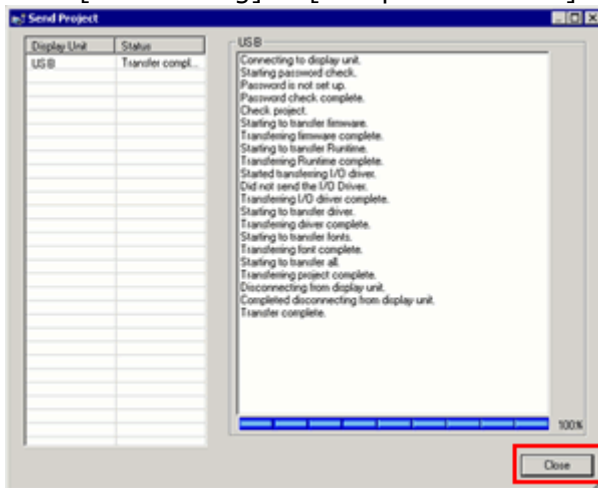 Send Project
Display Unit Status
USB Transfer compl...
USB
Connecting to display unit.
Starting password check.
Password is not set up.
Password check complete.
Check project.
Starting to transfer firmware.
Transferring firmware complete.
Starting to transfer Runtime.
Transferring Runtime complete.
Started transferring I/O driver.
Did not send the I/O Driver.
Transferring I/O driver complete.
Starting to transfer driver.
Transferring driver complete.
Starting to transfer fonts.
Transferring font complete.
Starting to transfer all.
Transferring project complete.
Disconnecting from display unit.
Completed disconnecting from display unit.
Transfer complete.
100%
Close